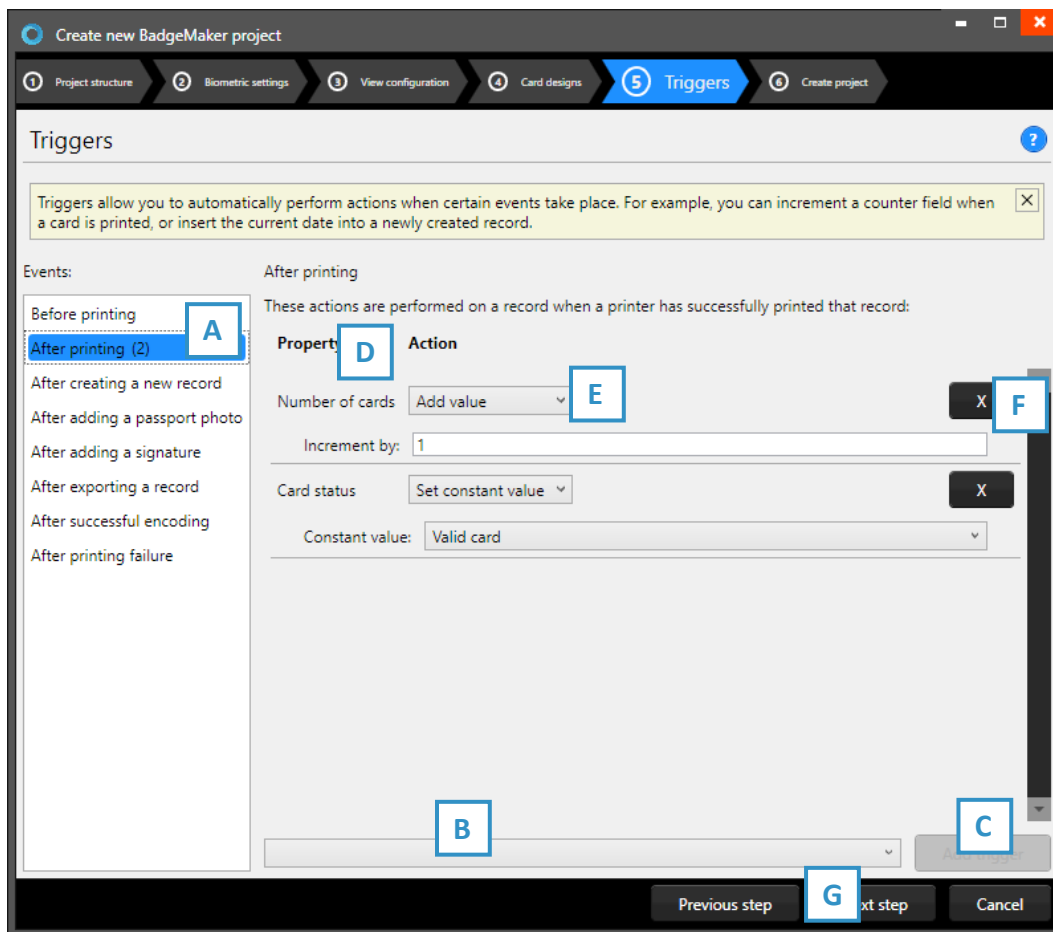 Create new BadgeMaker project
1 Project structure 2 Biometric settings 3 View configuration 4 Card designs 5 Triggers 6 Create project
Triggers
?
Triggers allow you to automatically perform actions when certain events take place. For example, you can increment a counter field when
a card is printed, or insert the current date into a newly created record.
Events:
Before printing
A
After printing (2)
After creating a new record
After adding a passport photo
After adding a signature
After exporting a record
After successful encoding
After printing failure
After printing
These actions are performed on a record when a printer has successfully printed that record:
Property D Action
Number of cards Add value E X F
Increment by: 1
Card status Set constant value X
Constant value: Valid card
B
C
Add trigger
Previous step G xt step Cancel